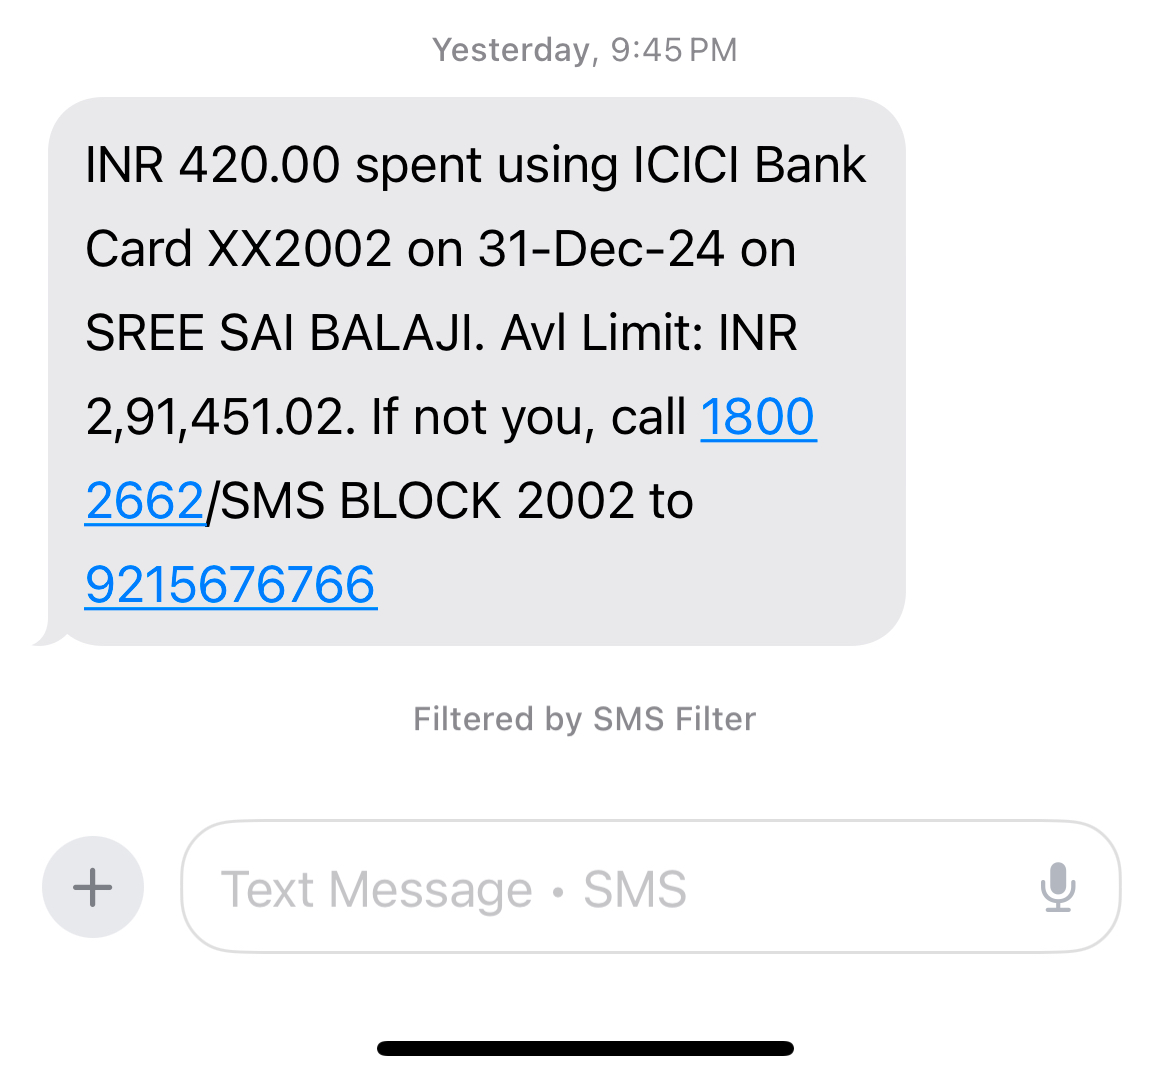 Yesterday, 9:45 PM
INR 420.00 spent using ICICI Bank
Card XX2002 on 31-Dec-24 on
SREE SAI BALAJI. Avl Limit: INR
2,91,451.02. If not you, call 1800
2662/SMS BLOCK 2002 to
9215676766
Filtered by SMS Filter
Text Message • SMS